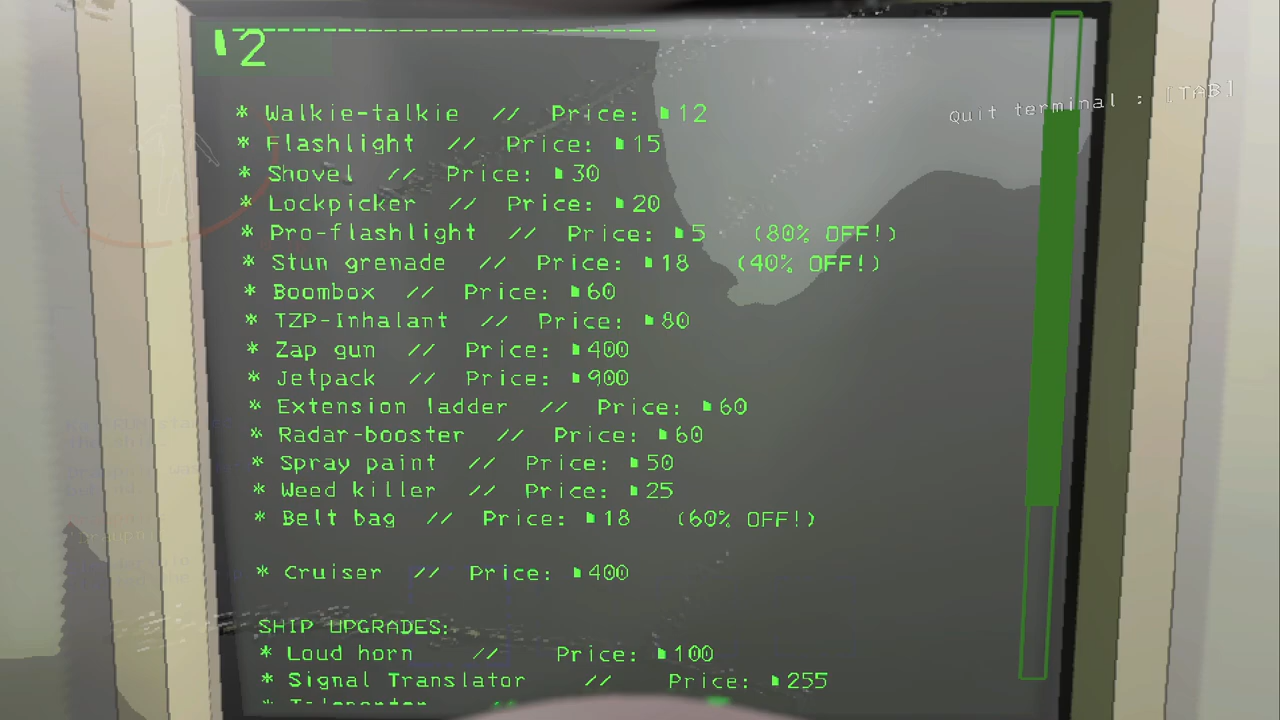 2
Quit terminal : [TAB]
* Walkie-talkie // Price: ▮12
* Flashlight // Price: ▮15
* Shovel // Price: ▮30
* Lockpicker // Price: ▮20
* Pro-flashlight // Price: ▮5 (80% OFF!)
* Stun grenade // Price: ▮18 (40% OFF!)
* Boombox // Price: ▮60
* TZP-Inhalant // Price: ▮80
* Zap gun // Price: ▮400
* Jetpack // Price: ▮900
* Extension ladder // Price: ▮60
* Radar-booster // Price: ▮60
* Spray paint // Price: ▮50
* Weed killer // Price: ▮25
* Belt bag // Price: ▮18 (60% OFF!)
* Cruiser // Price: ▮400
SHIP UPGRADES:
* Loud horn // Price: ▮100
* Signal Translator // Price: ▮255